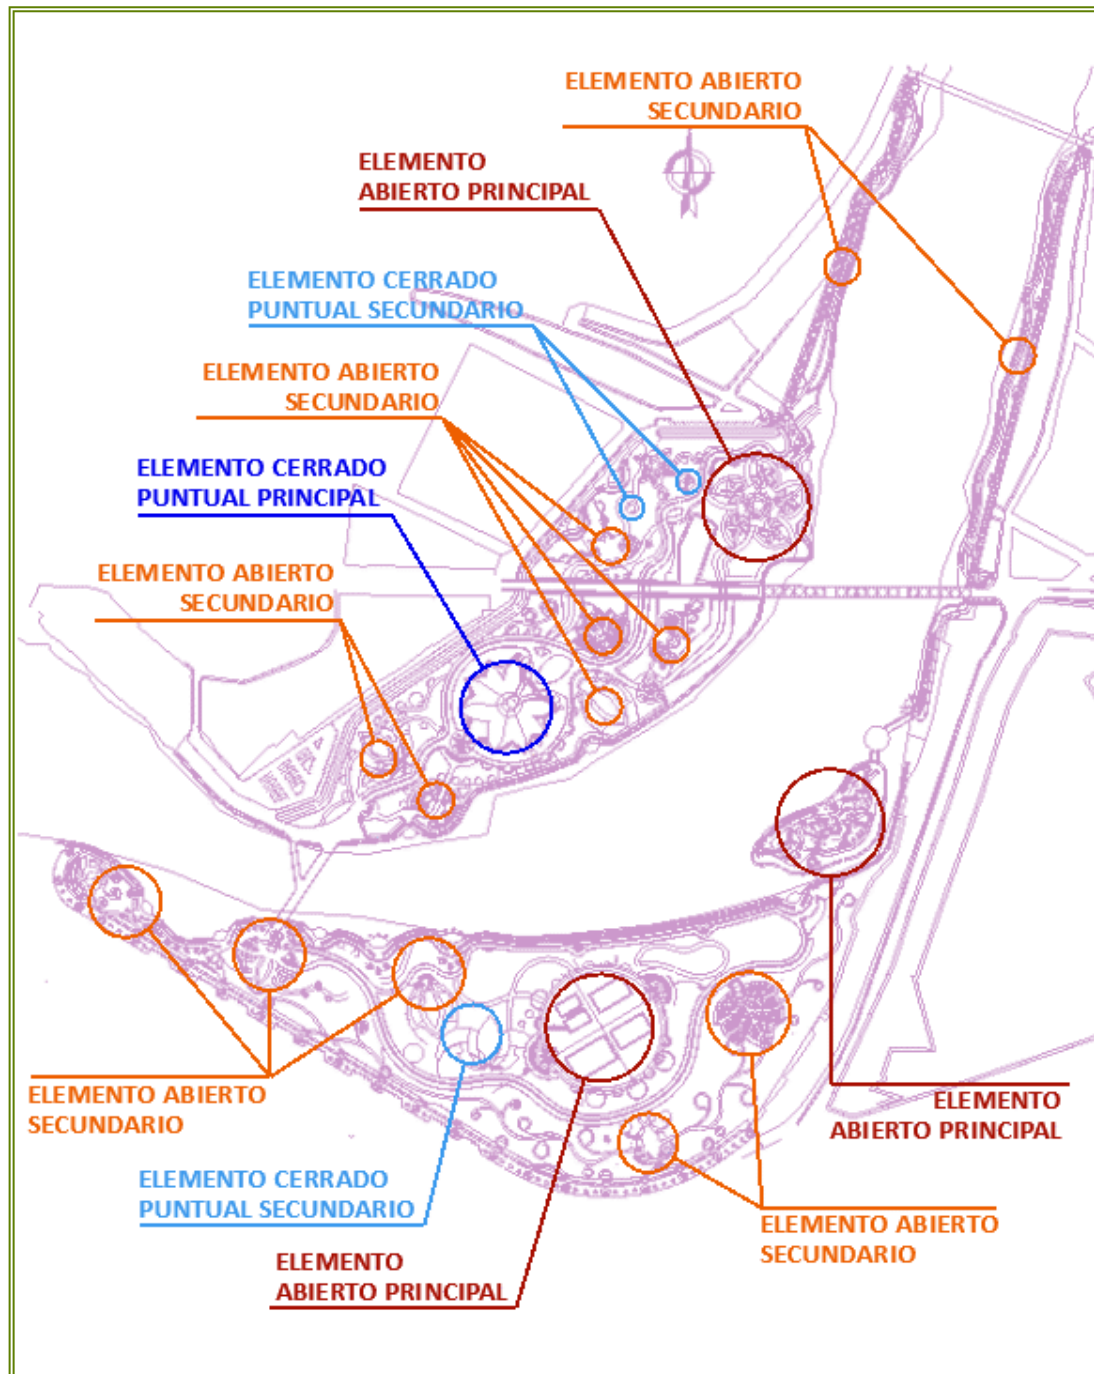 ELEMENTO ABIERTO
SECUNDARIO
ELEMENTO
ABIERTO PRINCIPAL
ELEMENTO CERRADO
PUNTUAL SECUNDARIO
ELEMENTO ABIERTO
SECUNDARIO
ELEMENTO CERRADO
PUNTUAL PRINCIPAL
ELEMENTO ABIERTO
SECUNDARIO
ELEMENTO ABIERTO
SECUNDARIO
ELEMENTO
ABIERTO PRINCIPAL
ELEMENTO CERRADO
PUNTUAL SECUNDARIO
ELEMENTO ABIERTO
SECUNDARIO
ELEMENTO
ABIERTO PRINCIPAL